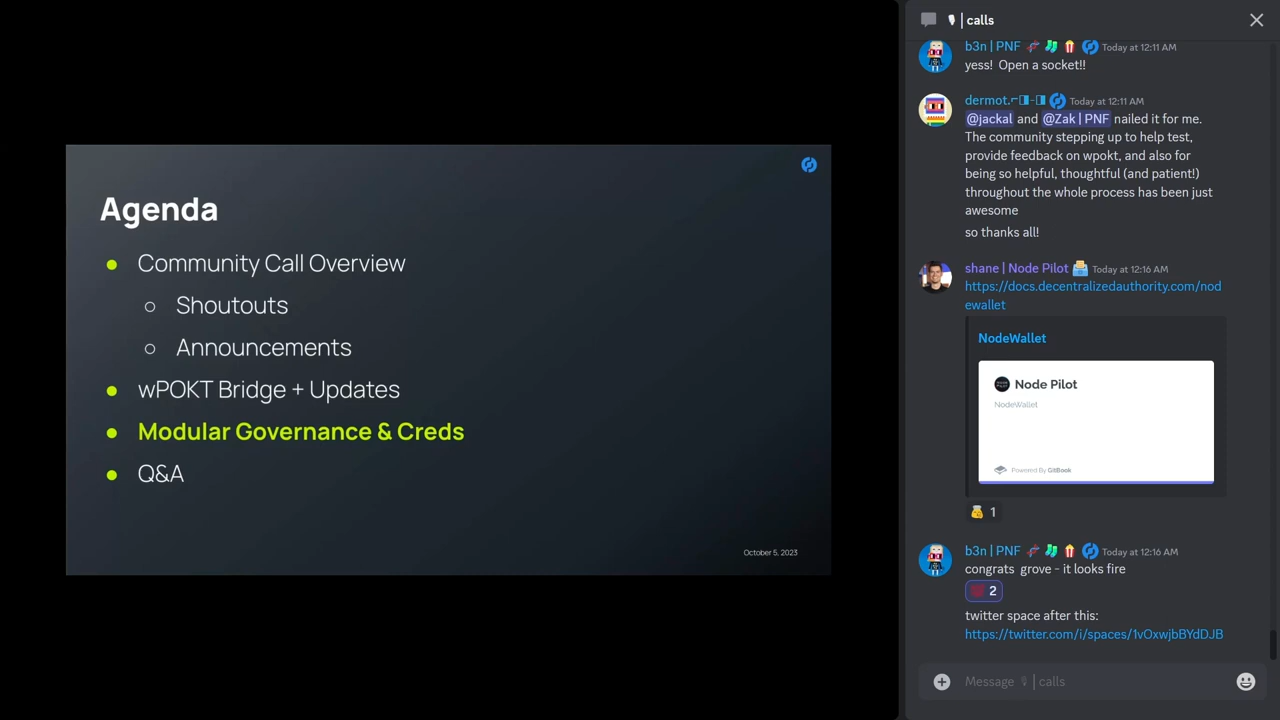 Agenda
Community Call Overview
Shoutouts
Announcements
wPOKT Bridge + Updates
Modular Governance & Creds
Q&A
October 5, 2023
calls
b3n | PNF Today at 12:11 AM
yess! Open a socket!!
dermot. Today at 12:11 AM
@jackal and @Zak | PNF nailed it for me.
The community stepping up to help test,
provide feedback on wpokt, and also for
being so helpful, thoughtful (and patient!)
throughout the whole process has been just
awesome
so thanks all!
shane | Node Pilot Today at 12:16 AM
https://docs.decentralizedauthority.com/nod
ewallet
NodeWallet
Node Pilot
NodeWallet
Powered By GitBook
1
b3n | PNF Today at 12:16 AM
congrats grove - it looks fire
2
twitter space after this:
https://twitter.com/i/spaces/1vOxwjbBYdDJB
Message | calls